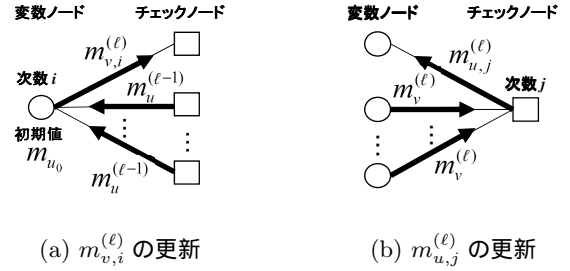 変数ノード チェックノード
m_{v,i}^{(ℓ)}
次数 i
m_u^{(ℓ-1)}
初期値
m_{u_0}
m_u^{(ℓ-1)}
(a) m_{v,i}^{(ℓ)} の更新
変数ノード チェックノード
m_{u,j}^{(ℓ)}
m_v^{(ℓ)}
次数 j
m_v^{(ℓ)}
(b) m_{u,j}^{(ℓ)} の更新